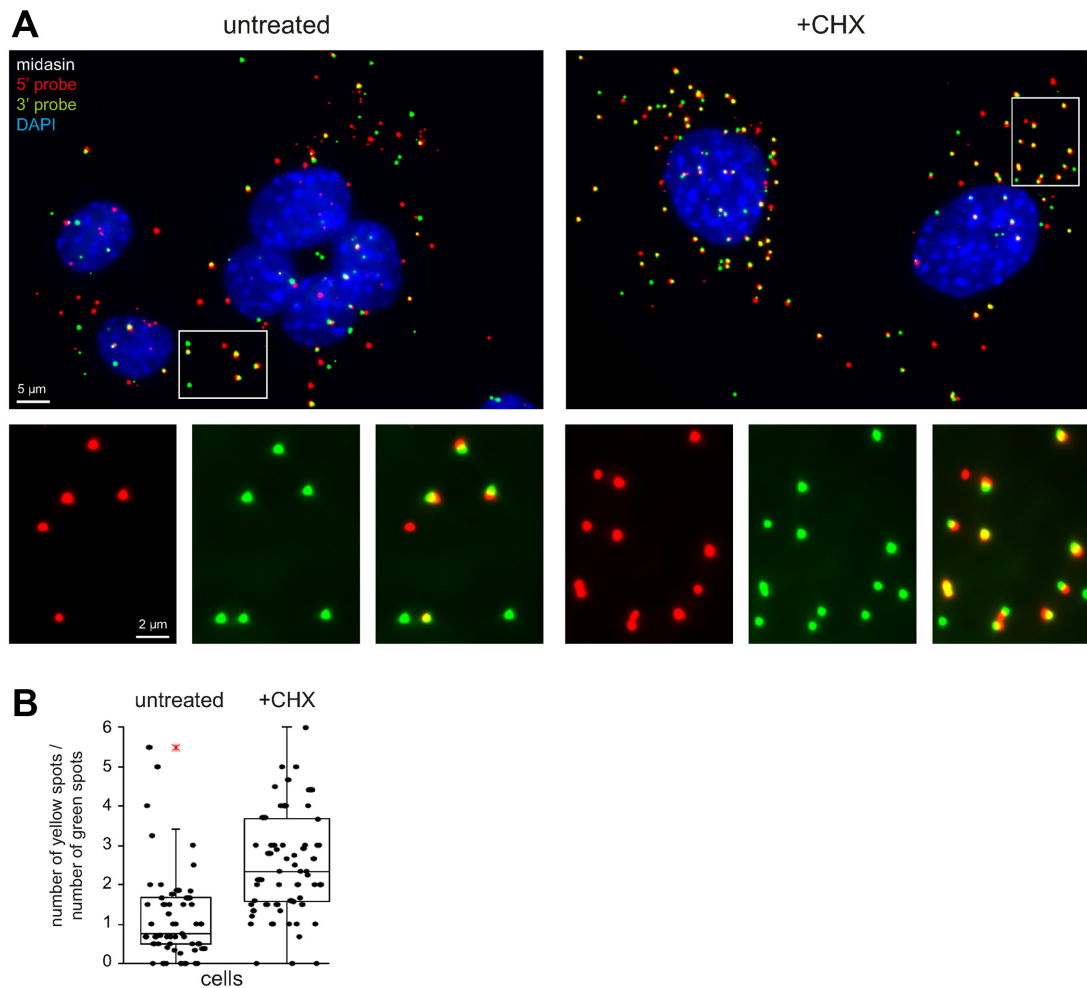 A
untreated
+CHX
midasin
5' probe
3' probe
DAPI
5 µm
2 µm
B
untreated
+CHX
number of yellow spots /
number of green spots
6
5
4
3
2
1
0
cells